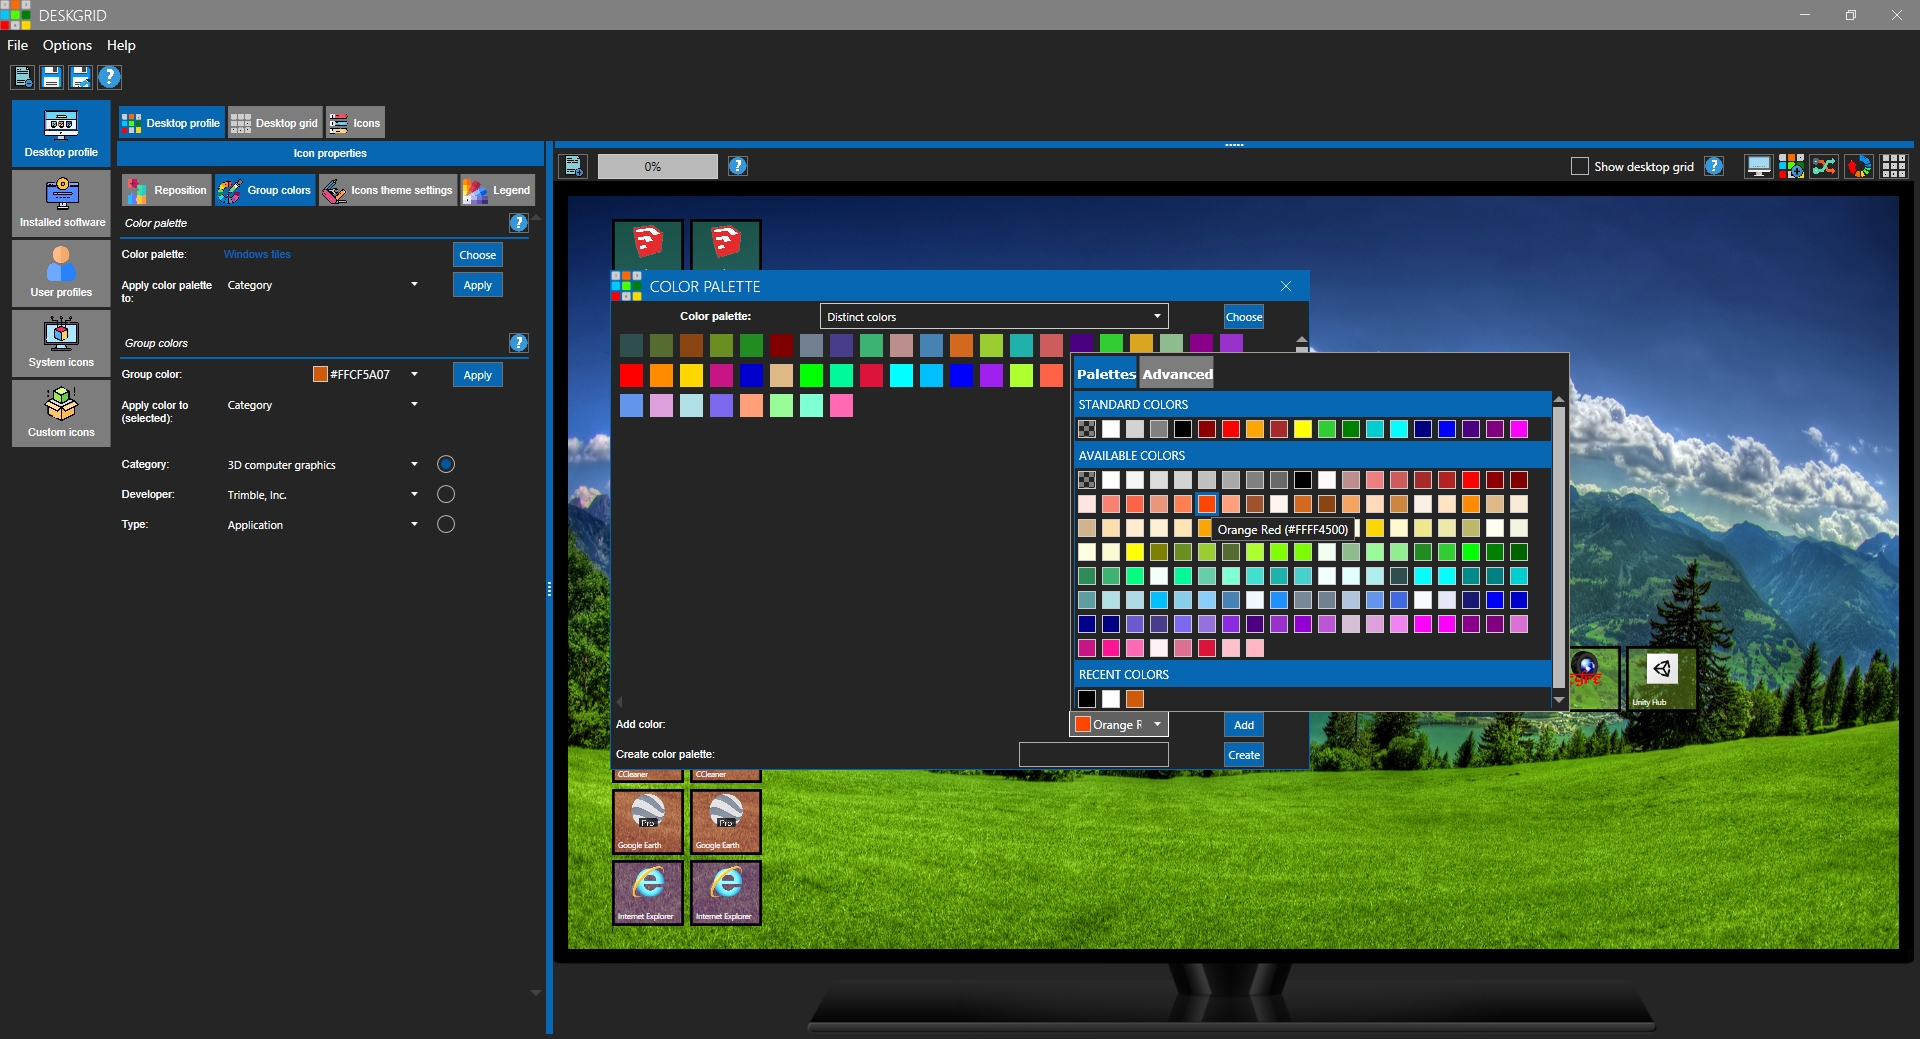 DESKGRID
File Options Help
Desktop profile Desktop grid Icons
Desktop profile
Installed software
User profiles
System icons
Custom icons
Icon properties
Reposition Group colors Icons theme settings Legend
Color palette
Color palette: Windows tiles Choose
Apply color palette Category Apply
to:
Group colors
Group color: #FFCF5A07 Apply
Apply color to Category
(selected):
Category: 3D computer graphics
Developer: Trimble, Inc.
Type: Application
0% Show desktop grid
COLOR PALETTE
Color palette: Distinct colors Choose
Palettes Advanced
STANDARD COLORS
AVAILABLE COLORS
Orange Red (#FFFF4500)
RECENT COLORS
Add color: Orange R Add
Create color palette: Create
Unity Hub
CCleaner CCleaner
Pro Pro
Google Earth Google Earth
Internet Explorer Internet Explorer